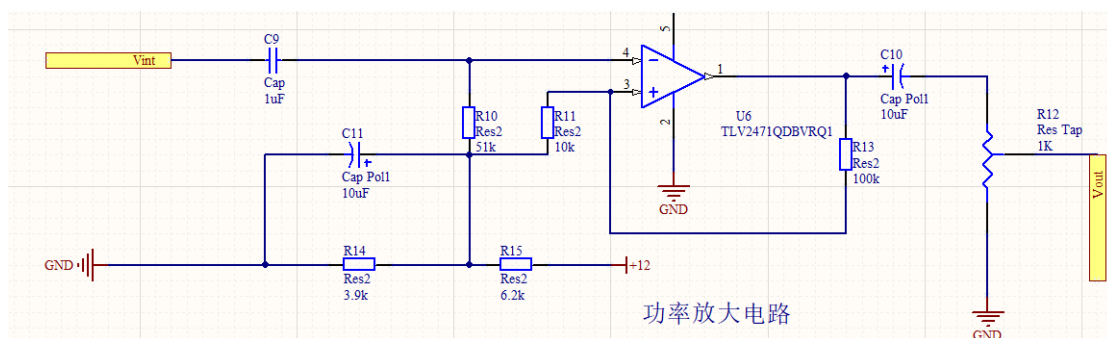 Vint
C9
Cap
1uF
4
3
5
2
1
U6
TLV2471QDBVRQ1
GND
C10
Cap Pol1
10uF
R12
Res Tap
1K
Vout
R10
Res2
51k
R11
Res2
10k
C11
Cap Pol1
10uF
R13
Res2
100k
GND
R14
Res2
3.9k
R15
Res2
6.2k
+12
功率放大电路
GND